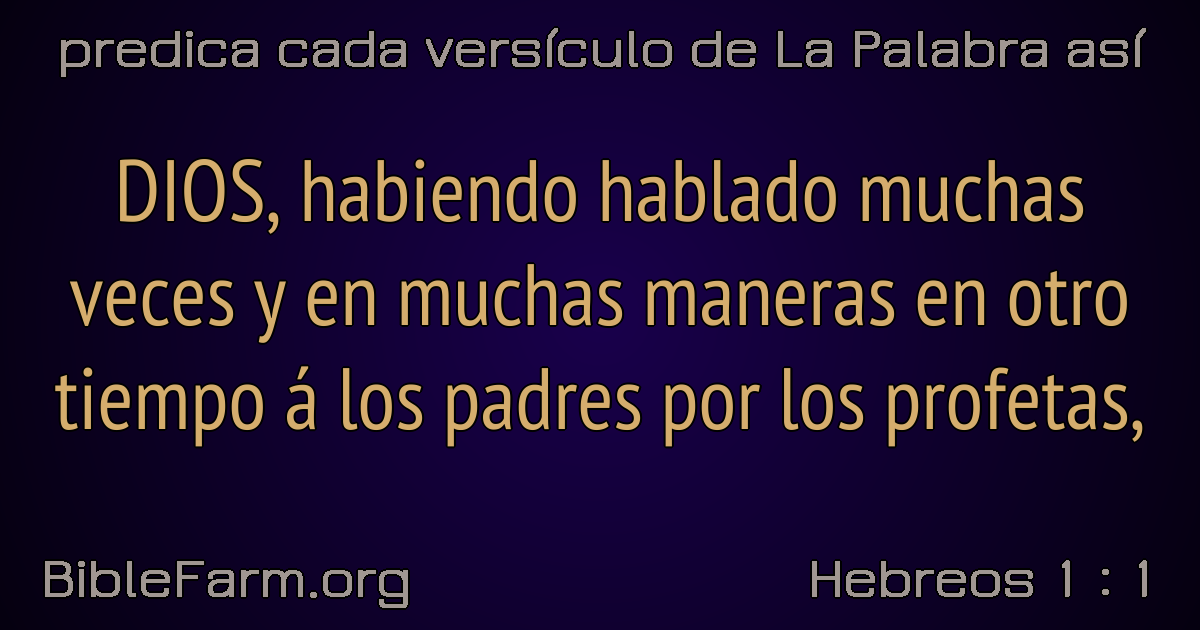 predica cada versículo de La Palabra así
DIOS, habiendo hablado muchas
veces y en muchas maneras en otro
tiempo á los padres por los profetas,
BibleFarm.org
Hebreos 1 : 1